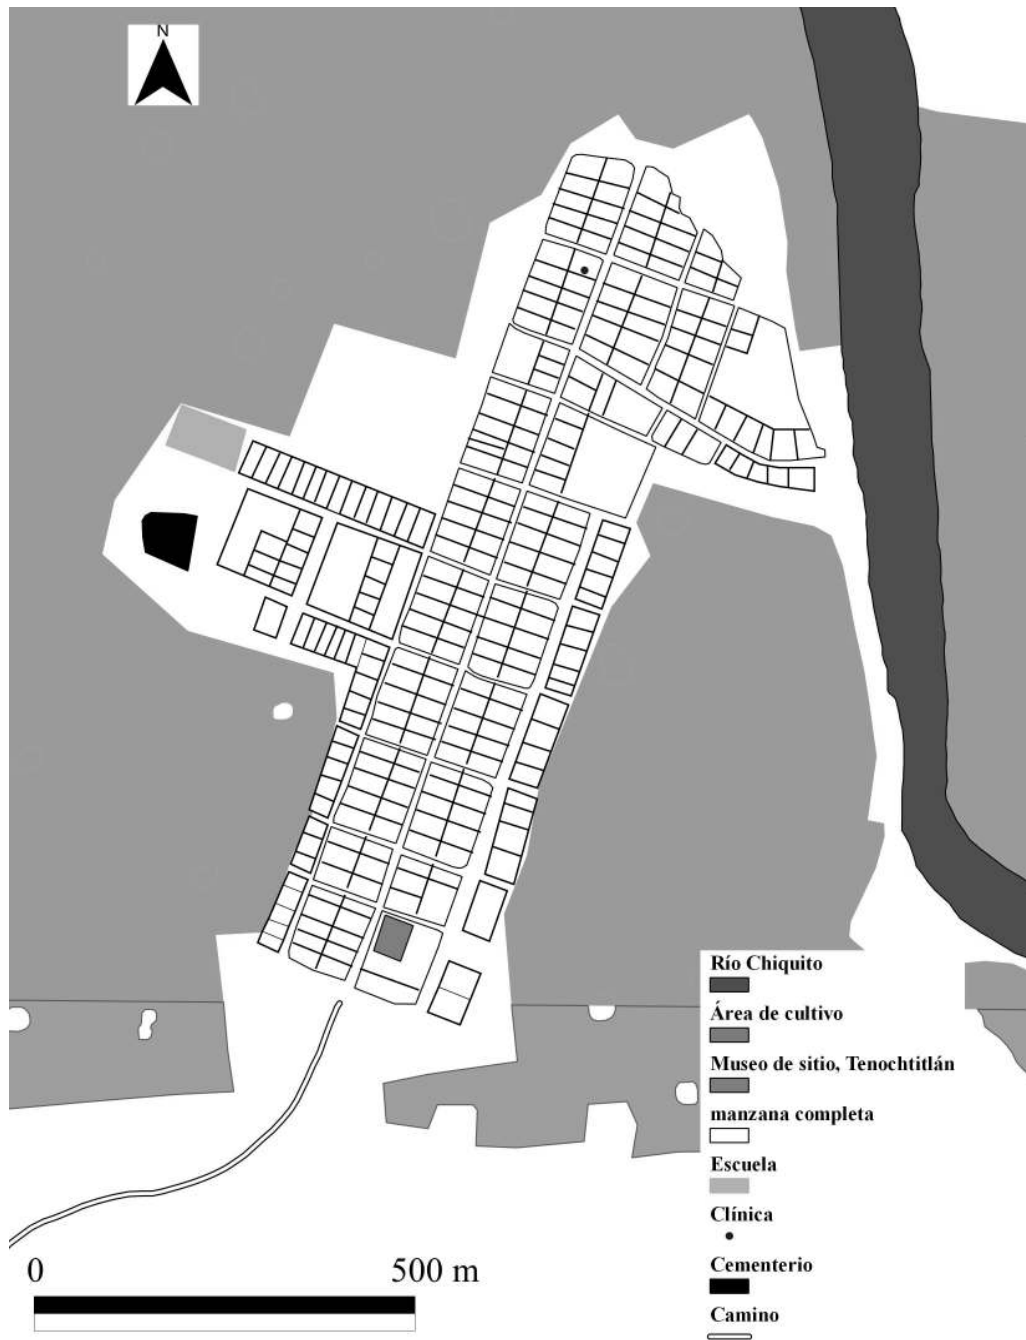 N
Río Chiquito
Área de cultivo
Museo de sitio, Tenochtitlán
manzana completa
Escuela
Clínica
Cementerio
Camino
0 500 m